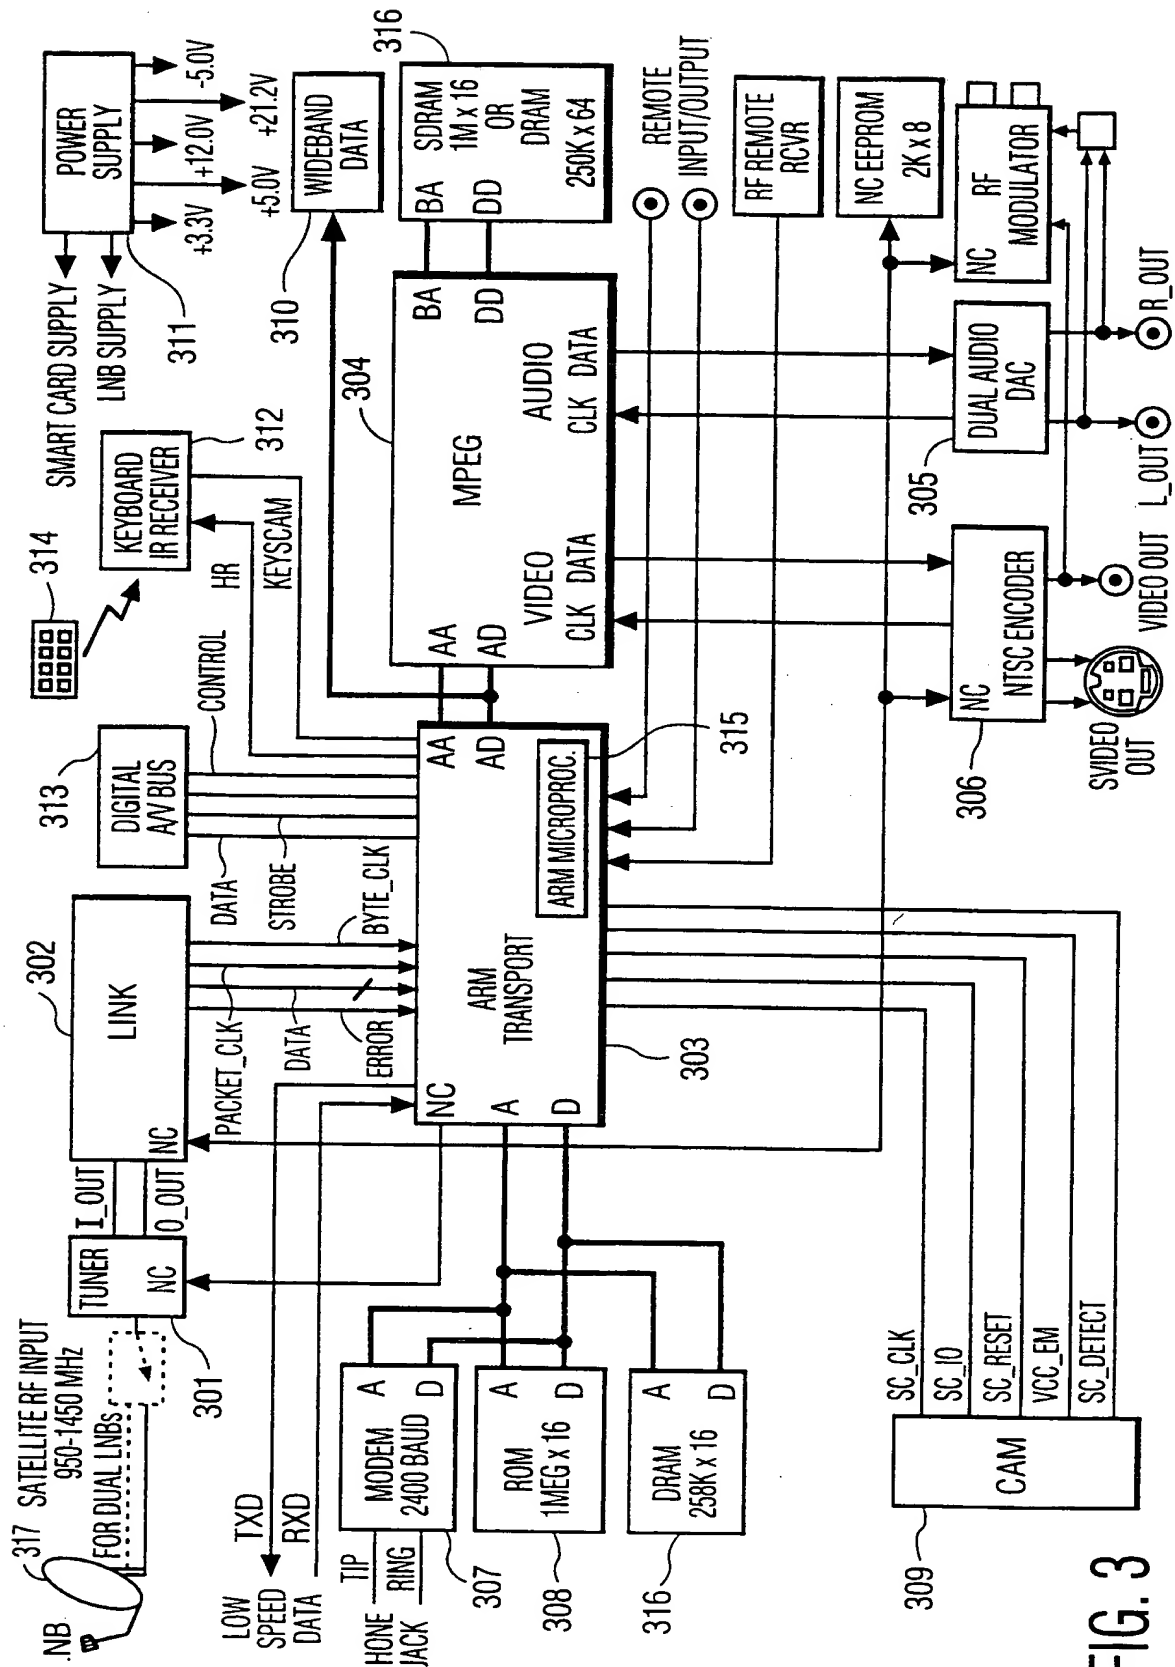 .NB
317
SATELLITE RF INPUT
950-1450 MHz
FOR DUAL LNBs
301
TUNER
NC
I_OUT
O_OUT
302
LINK
NC
PACKET_CLK
DATA
ERROR
BYTE_CLK
313
DIGITAL
A/V BUS
DATA
STROBE
CONTROL
314
KEYBOARD
IR RECEIVER
312
HR
KEYSCAM
SMART CARD SUPPLY
LNB SUPPLY
311
POWER
SUPPLY
+3.3V
+5.0V
+12.0V
+21.2V
-5.0V
310
WIDEBAND
DATA
LOW
SPEED
DATA
TXD
RXD
HONE
JACK
TIP
RING
MODEM
2400 BAUD
A
D
307
ROM
1MEG x 16
A
D
308
DRAM
258K x 16
A
D
316
NC
A
D
ARM
TRANSPORT
303
ARM MICROPROC.
315
AA
AD
304
AA
AD
MPEG
VIDEO
CLK DATA
AUDIO
CLK DATA
BA
DD
BA
DD
SDRAM
1M x 16
OR
DRAM
250K x 64
316
REMOTE
INPUT/OUTPUT
RF REMOTE
RCVR
NC EEPROM
2K x 8
NC
RF
MODULATOR
DUAL AUDIO
DAC
305
L_OUT
R_OUT
NC
NTSC ENCODER
306
SVIDEO
OUT
VIDEO OUT
SC_CLK
SC_IO
SC_RESET
VCC_EM
SC_DETECT
CAM
309
FIG. 3